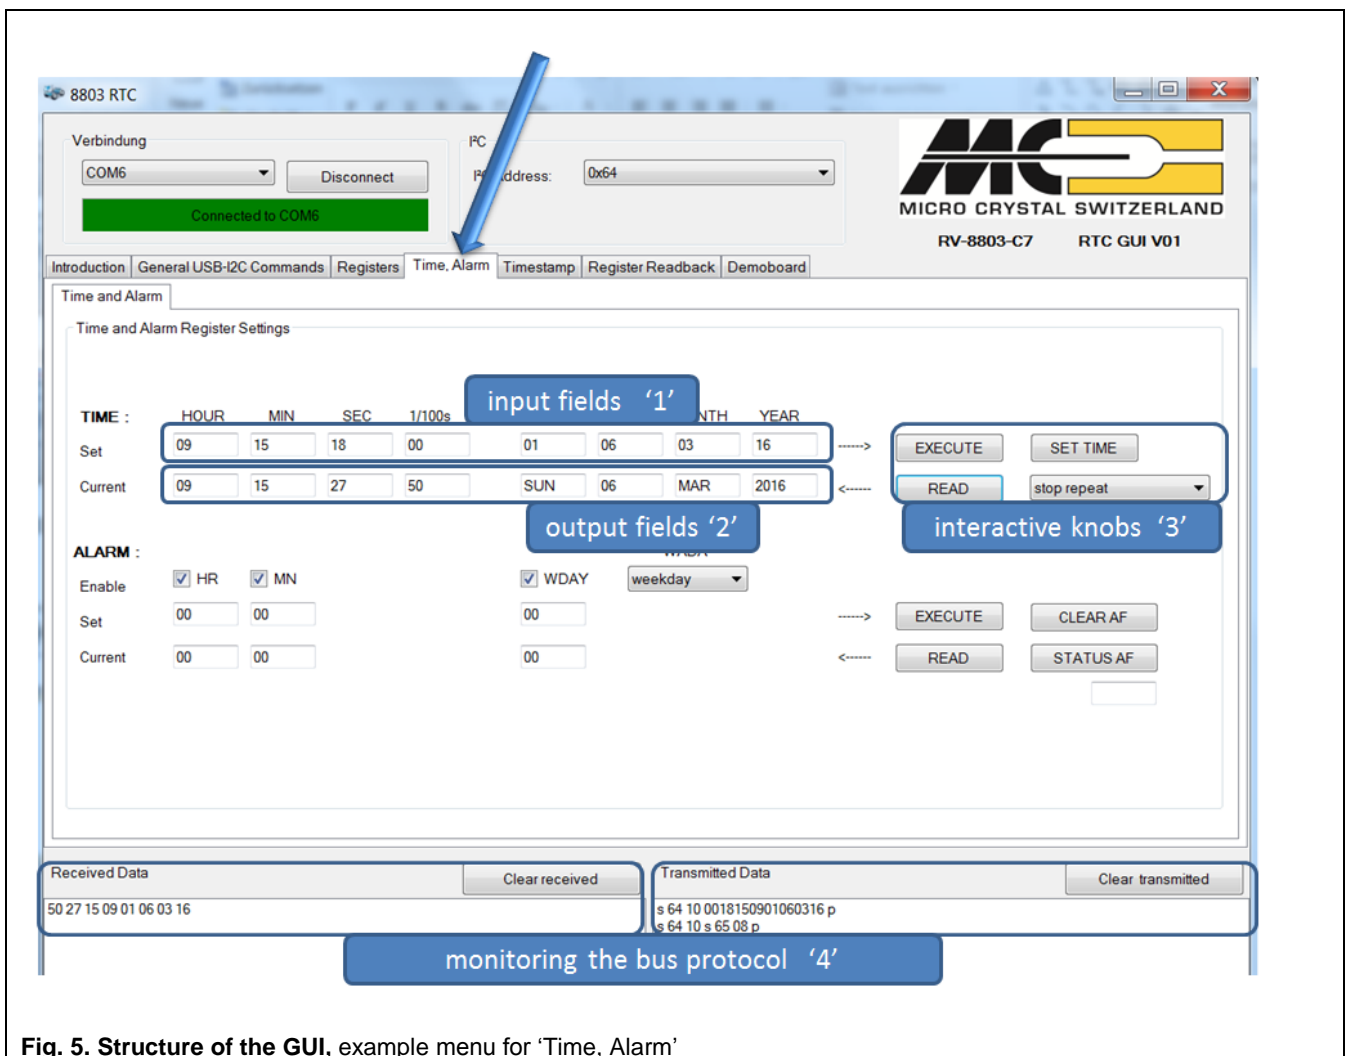 8803 RTC
Verbindung
COM6
Disconnect
Connected to COM6
I²C
Address:
0x64
MICRO CRYSTAL SWITZERLAND
RV-8803-C7 RTC GUI V01
Introduction General USB-I2C Commands Registers Time, Alarm Timestamp Register Readback Demoboard
Time and Alarm
Time and Alarm Register Settings
input fields '1'
TIME : HOUR MIN SEC 1/100s YEAR
Set 09 15 18 00 01 06 03 16 ------> EXECUTE SET TIME
Current 09 15 27 50 SUN 06 MAR 2016 <------ READ stop repeat
output fields '2' interactive knobs '3'
ALARM :
Enable HR MN WDAY weekday
Set 00 00 00 ------> EXECUTE CLEAR AF
Current 00 00 00 <------ READ STATUS AF
Received Data Clear received Transmitted Data Clear transmitted
50 27 15 09 01 06 03 16
s 64 10 0018150901060316 p
s 64 10 s 65 08 p
monitoring the bus protocol '4'
Fig. 5. Structure of the GUI, example menu for 'Time, Alarm'